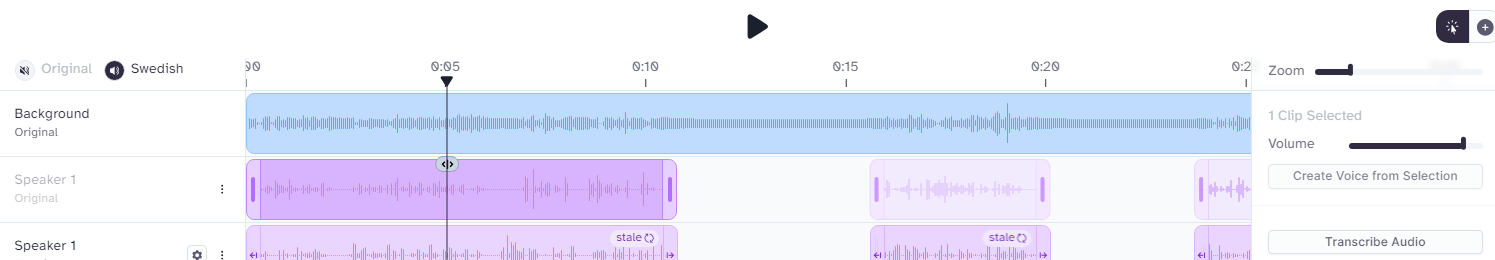 Original Swedish
00 0:05 0:10 0:15 0:20 0:2
Zoom
Background
Original
1 Clip Selected
Volume
Speaker 1
Original
Create Voice from Selection
Speaker 1
stale stale
Transcribe Audio